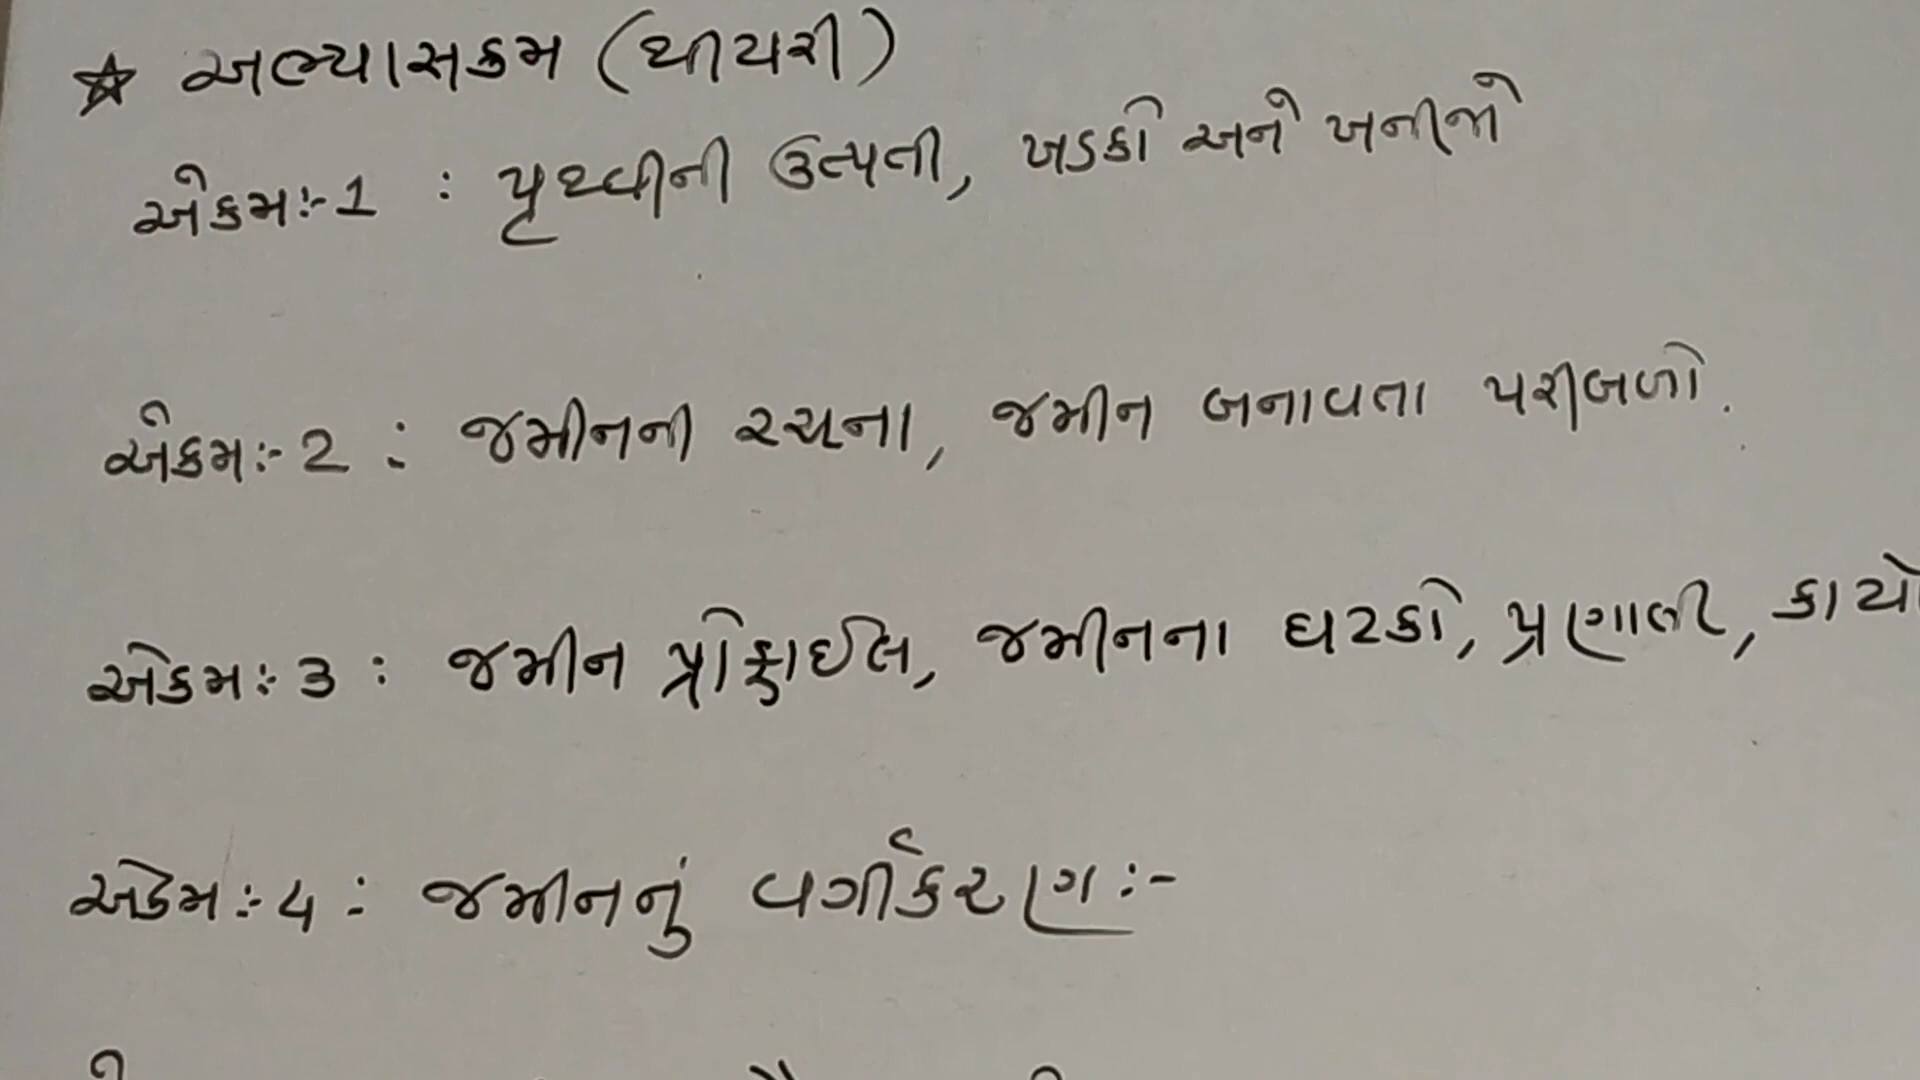 ☆ અભ્યાસક્રમ (થીયરી)
એકમઃ-1 : પૃથ્વીની ઉત્પતી, ખડકો અને ખનીજો
એકમઃ-2 : જમીનની રચના, જમીન બનાવતા પરીબળો.
એકમઃ-3 : જમીન પ્રોફાઈલ, જમીનના ઘટકો, પ્રણાલી, કાયો
એકમઃ-4 : જમીનનું વર્ગીકરણ :-